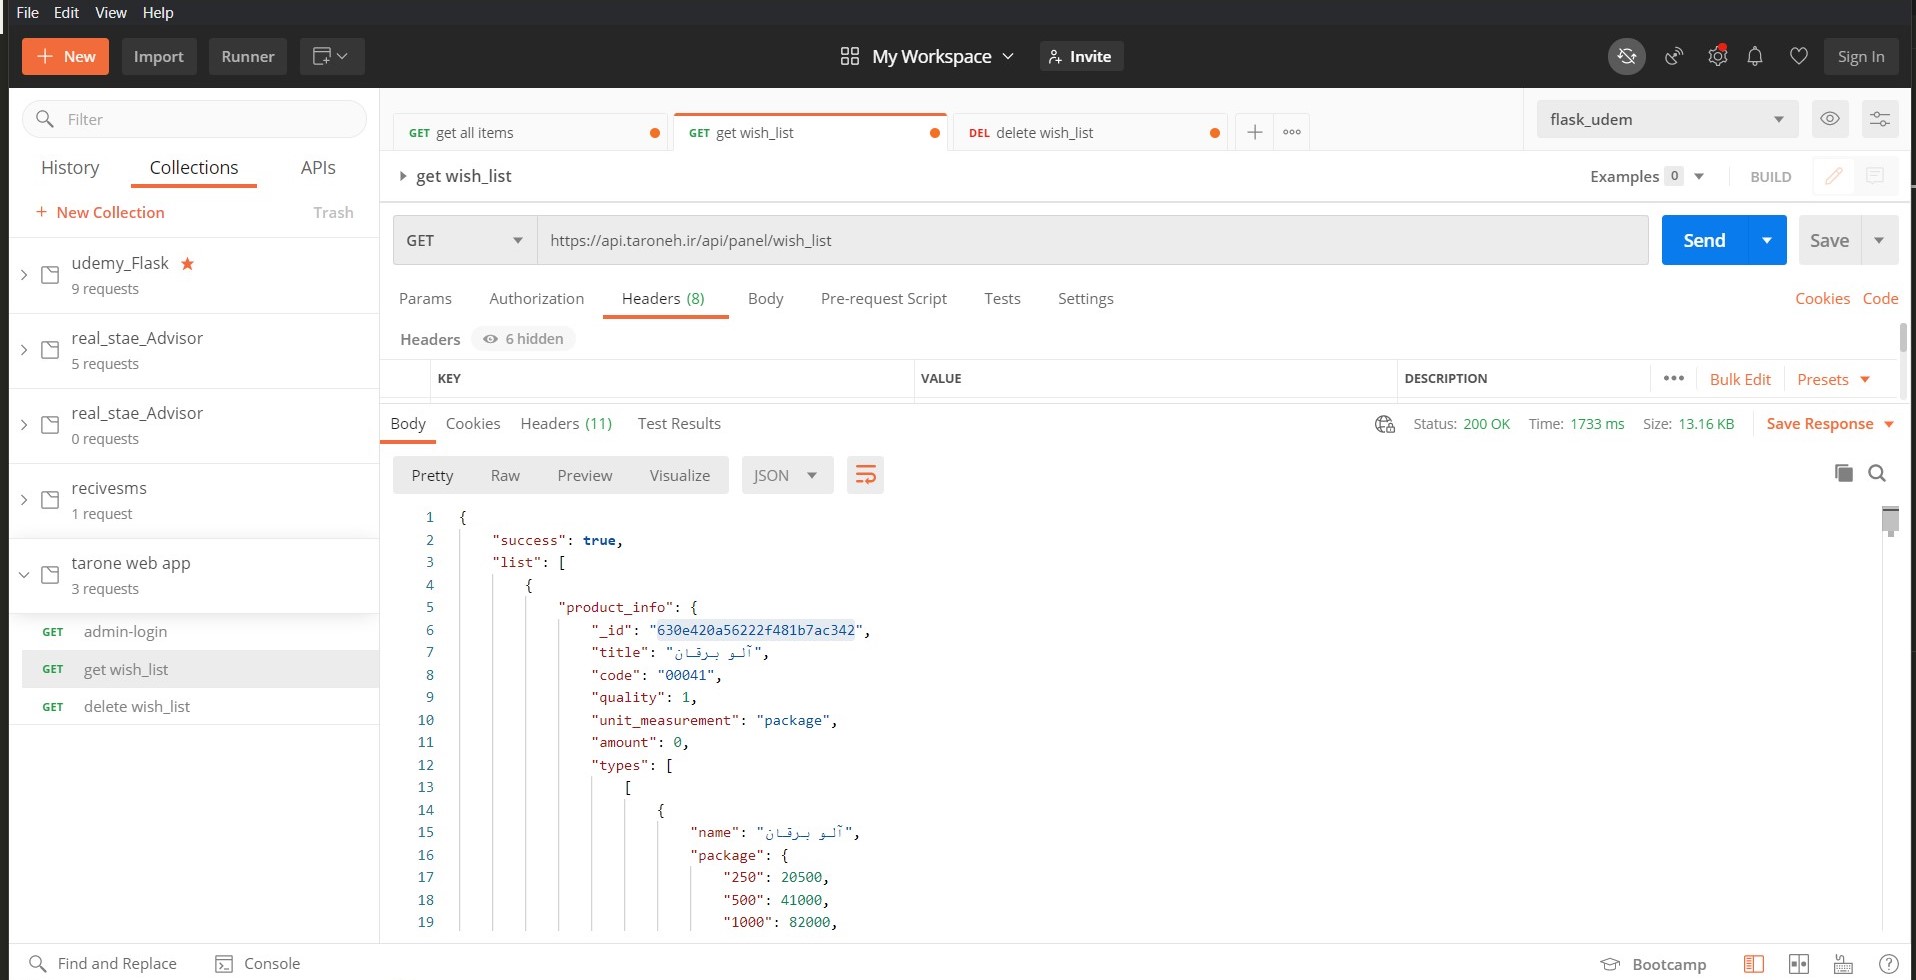 File Edit View Help
New Import Runner My Workspace Invite Sign In
Filter
History Collections APIs
New Collection Trash
udemy_Flask
9 requests
real_stae_Advisor
5 requests
real_stae_Advisor
0 requests
recivesms
1 request
tarone web app
3 requests
GET admin-login
GET get wish_list
GET delete wish_list
GET get all items GET get wish_list DEL delete wish_list flask_udem
get wish_list Examples 0 BUILD
GET https://api.taroneh.ir/api/panel/wish_list Send Save
Params Authorization Headers (8) Body Pre-request Script Tests Settings Cookies Code
Headers 6 hidden
KEY VALUE DESCRIPTION Bulk Edit Presets
Body Cookies Headers (11) Test Results Status: 200 OK Time: 1733 ms Size: 13.16 KB Save Response
Pretty Raw Preview Visualize JSON
1 {
2 "success": true,
3 "list": [
4 {
5 "product_info": {
6 "_id": "630e420a56222f481b7ac342",
7 "title": "آلو برقان",
8 "code": "00041",
9 "quality": 1,
10 "unit_measurement": "package",
11 "amount": 0,
12 "types": [
13 [
14 {
15 "name": "آلو برقان",
16 "package": {
17 "250": 20500,
18 "500": 41000,
19 "1000": 82000,
Find and Replace Console Bootcamp